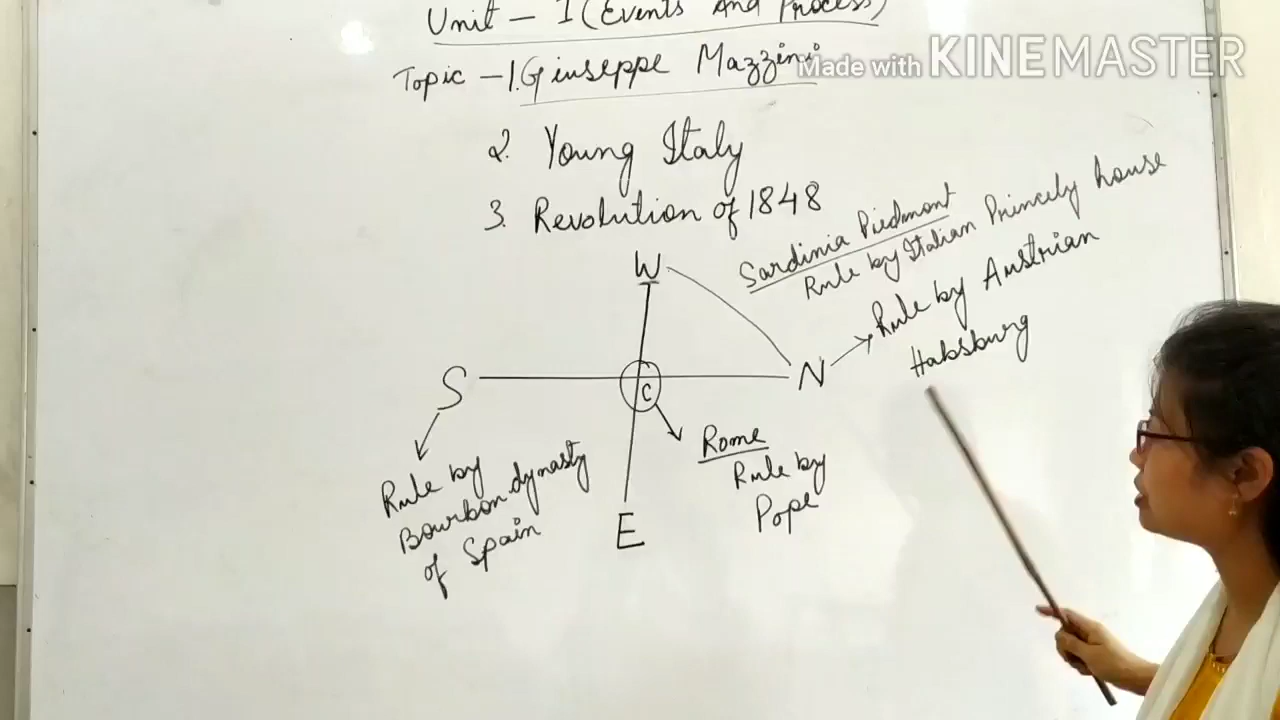 Unit - I (Events And Process)
Topic - 1. Giuseppe Mazzini
Made with KINEMASTER
2. Young Italy
3. Revolution of 1848
Sardinia Piedmont
Rule by Italian Princely house
W
Rule by Austrian
Habsburg
S
C
N
Rome
Rule by
Pope
Rule by
Bourbon dynasty
of Spain
E